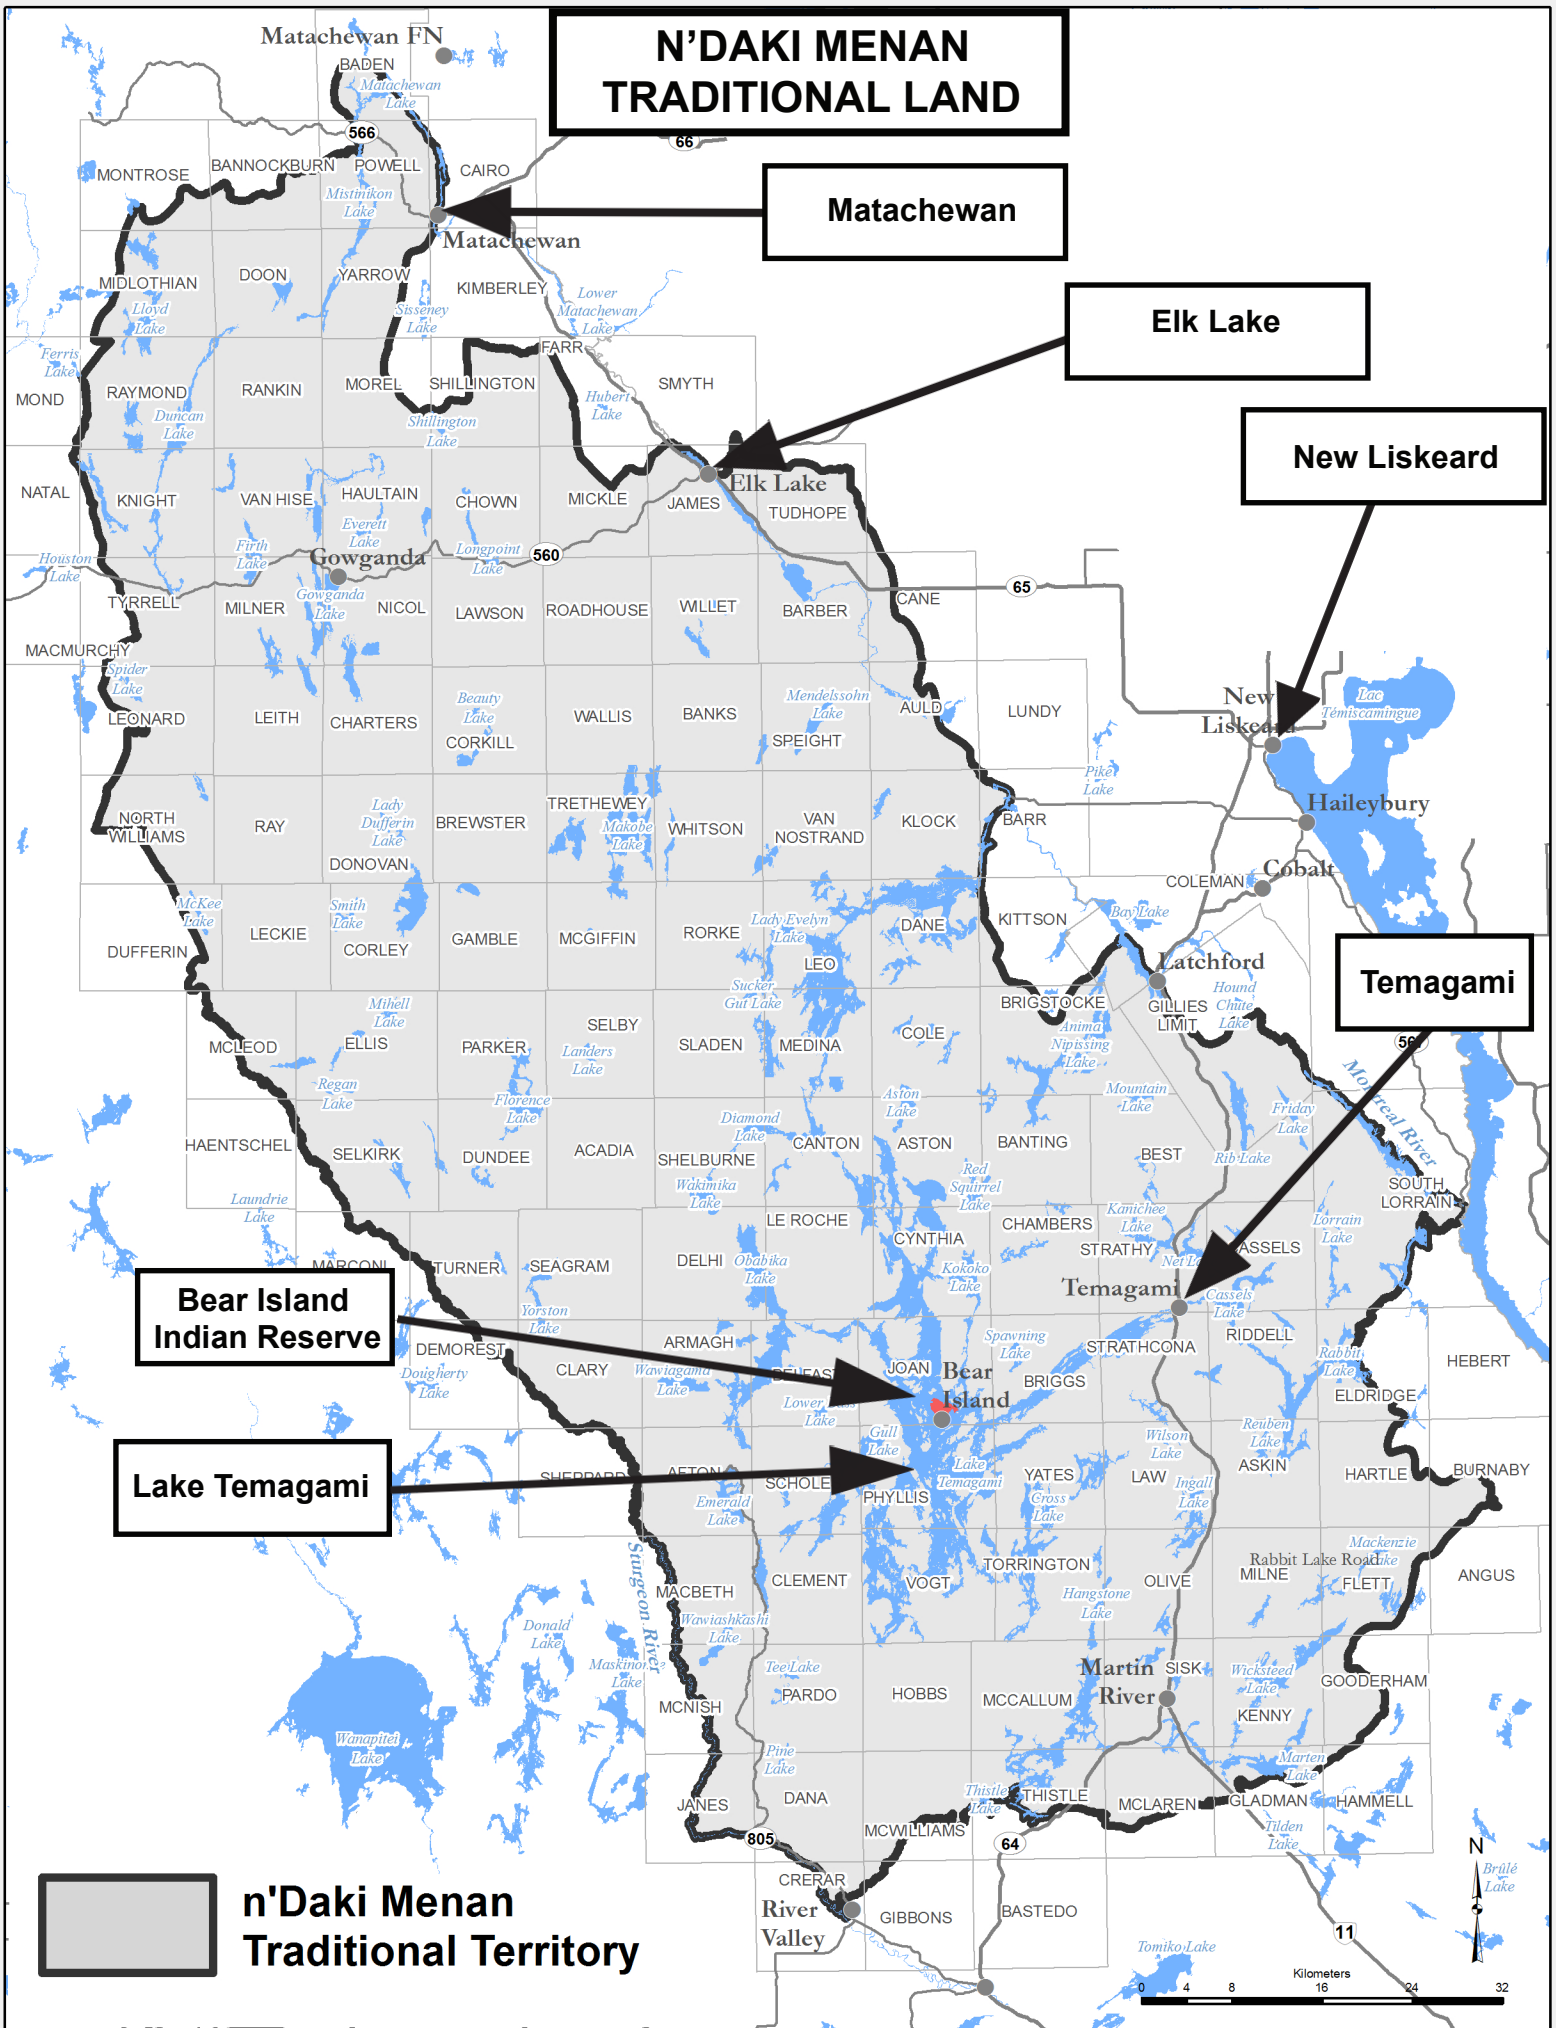 N'DAKI MENAN
TRADITIONAL LAND
Matachewan FN
BADEN
Matachewan
Lake
566
66
MONTROSE
BANNOCKBURN
POWELL
CAIRO
Mistinikon
Lake
Matachewan
Matachewan
MIDLOTHIAN
DOON
YARROW
KIMBERLEY
Lloyd
Lake
Sisseney
Lake
Lower
Matachewan
Lake
Elk Lake
Ferris
Lake
FARR
MOND
RAYMOND
RANKIN
MOREL
SHILLINGTON
SMYTH
Duncan
Lake
Shillington
Lake
Hubert
Lake
New Liskeard
NATAL
KNIGHT
VAN HISE
HAULTAIN
CHOWN
MICKLE
JAMES
Elk Lake
TUDHOPE
Everett
Lake
Firth
Lake
Gowganda
Longpoint
Lake
560
Houston
Lake
65
TYRRELL
MILNER
Gowganda
Lake
NICOL
LAWSON
ROADHOUSE
WILLET
BARBER
CANE
MACMURCHY
Spider
Lake
LEONARD
LEITH
CHARTERS
Beauty
Lake
CORKILL
WALLIS
BANKS
Mendelssohn
Lake
SPEIGHT
AULD
LUNDY
New
Liskeard
Lac
Témiscamingue
Pike
Lake
NORTH
WILLIAMS
RAY
Lady
Dufferin
Lake
DONOVAN
BREWSTER
TRETHEWEY
Makobe
Lake
WHITSON
VAN
NOSTRAND
KLOCK
BARR
Haileybury
COLEMAN
Cobalt
McKee
Lake
DUFFERIN
LECKIE
Smith
Lake
CORLEY
GAMBLE
MCGIFFIN
RORKE
Lady Evelyn
Lake
LEO
DANE
KITTSON
Bay Lake
Latchford
Temagami
Sucker
Gut Lake
BRIGSTOCKE
GILLIES
LIMIT
Hound
Chute
Lake
Mihell
Lake
MCLEOD
ELLIS
PARKER
SELBY
Landers
Lake
SLADEN
MEDINA
COLE
Anima
Nipissing
Lake
Montreal River
Regan
Lake
Florence
Lake
Diamond
Lake
Aston
Lake
Mountain
Lake
Friday
Lake
HAENTSCHEL
SELKIRK
DUNDEE
ACADIA
SHELBURNE
CANTON
ASTON
BANTING
BEST
Rib Lake
Wakimika
Lake
Red
Squirrel
Lake
SOUTH
LORRAIN
Laundrie
Lake
LE ROCHE
CYNTHIA
CHAMBERS
Kanichee
Lake
STRATHY
Lorrain
Lake
MARCONI
TURNER
SEAGRAM
DELHI
Obabika
Lake
Kokoko
Lake
Temagami
Cassels
Lake
Bear Island
Indian Reserve
Yorston
Lake
DEMOREST
ARMAGH
Spawning
Lake
STRATHCONA
RIDDELL
Rabbit
Lake
HEBERT
Dougherty
Lake
CLARY
Wawiagama
Lake
BELFAST
JOAN
Bear
Island
BRIGGS
ELDRIDGE
Gull
Lake
Wilson
Lake
Reuben
Lake
Lake Temagami
SHEPPARD
AFTON
Emerald
Lake
PHYLLIS
Lake
Temagami
YATES
Cross
Lake
LAW
Ingall
Lake
ASKIN
HARTLE
BURNABY
Sturgeon River
MACBETH
CLEMENT
VOGT
TORRINGTON
Hangstone
Lake
OLIVE
Rabbit Lake Road
MILNE
Mackenzie
FLETT
ANGUS
Donald
Lake
Wawiashkashi
Lake
Lake
Tee Lake
PARDO
HOBBS
MCCALLUM
Martin
River
SISK
Wicksteed
Lake
KENNY
GOODERHAM
MCNISH
Wanapitei
Lake
Pine
Lake
DANA
JANES
Thistle
Lake
THISTLE
MCLAREN
Marten
Lake
GLADMAN
HAMMELL
Tilden
Lake
805
MCWILLIAMS
64
N
Brûlé
Lake
CRERAR
River
Valley
GIBBONS
BASTEDO
11
Tomiko Lake
n'Daki Menan
Traditional Territory
Kilometers
0 4 8 16 24 32